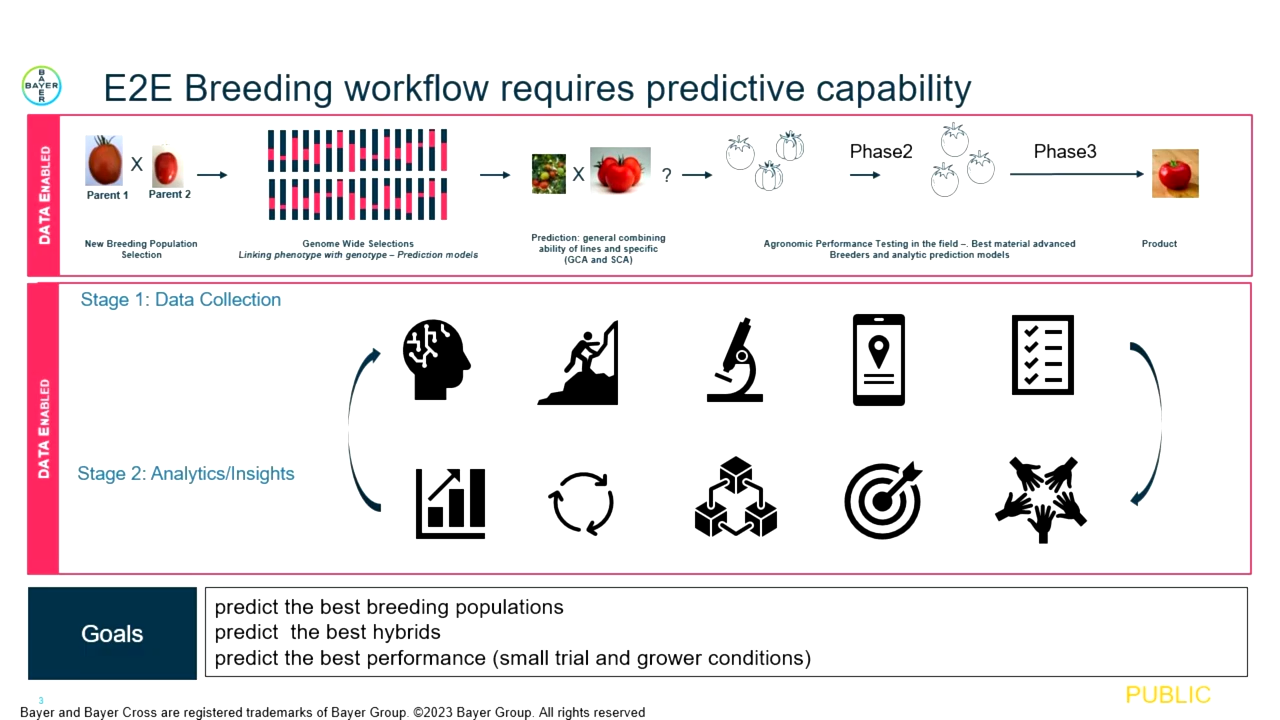 BAYER
BAYER
E2E Breeding workflow requires predictive capability
DATA ENABLED
X
Parent 1
Parent 2
X
?
Phase2
Phase3
New Breeding Population
Selection
Genome Wide Selections
Linking phenotype with genotype – Prediction models
Prediction: general combining
ability of lines and specific
(GCA and SCA)
Agronomic Performance Testing in the field –. Best material advanced
Breeders and analytic prediction models
Product
DATA ENABLED
Stage 1: Data Collection
Stage 2: Analytics/Insights
Goals
predict the best breeding populations
predict  the best hybrids
predict the best performance (small trial and grower conditions)
PUBLIC
3
Bayer and Bayer Cross are registered trademarks of Bayer Group. ©2023 Bayer Group. All rights reserved